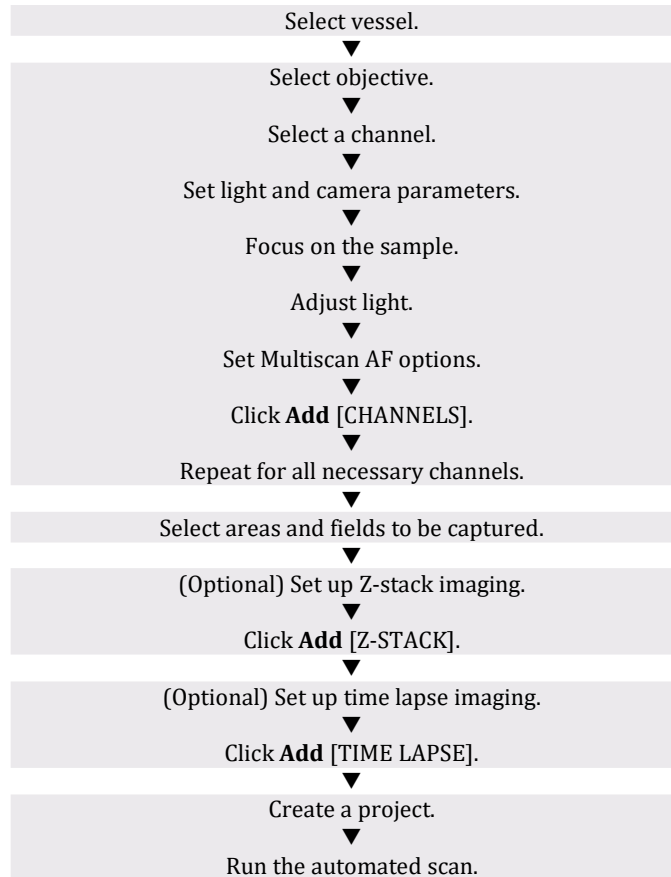 Select vessel.
Select objective.
Select a channel.
Set light and camera parameters.
Focus on the sample.
Adjust light.
Set Multiscan AF options.
Click Add [CHANNELS].
Repeat for all necessary channels.
Select areas and fields to be captured.
(Optional) Set up Z-stack imaging.
Click Add [Z-STACK].
(Optional) Set up time lapse imaging.
Click Add [TIME LAPSE].
Create a project.
Run the automated scan.